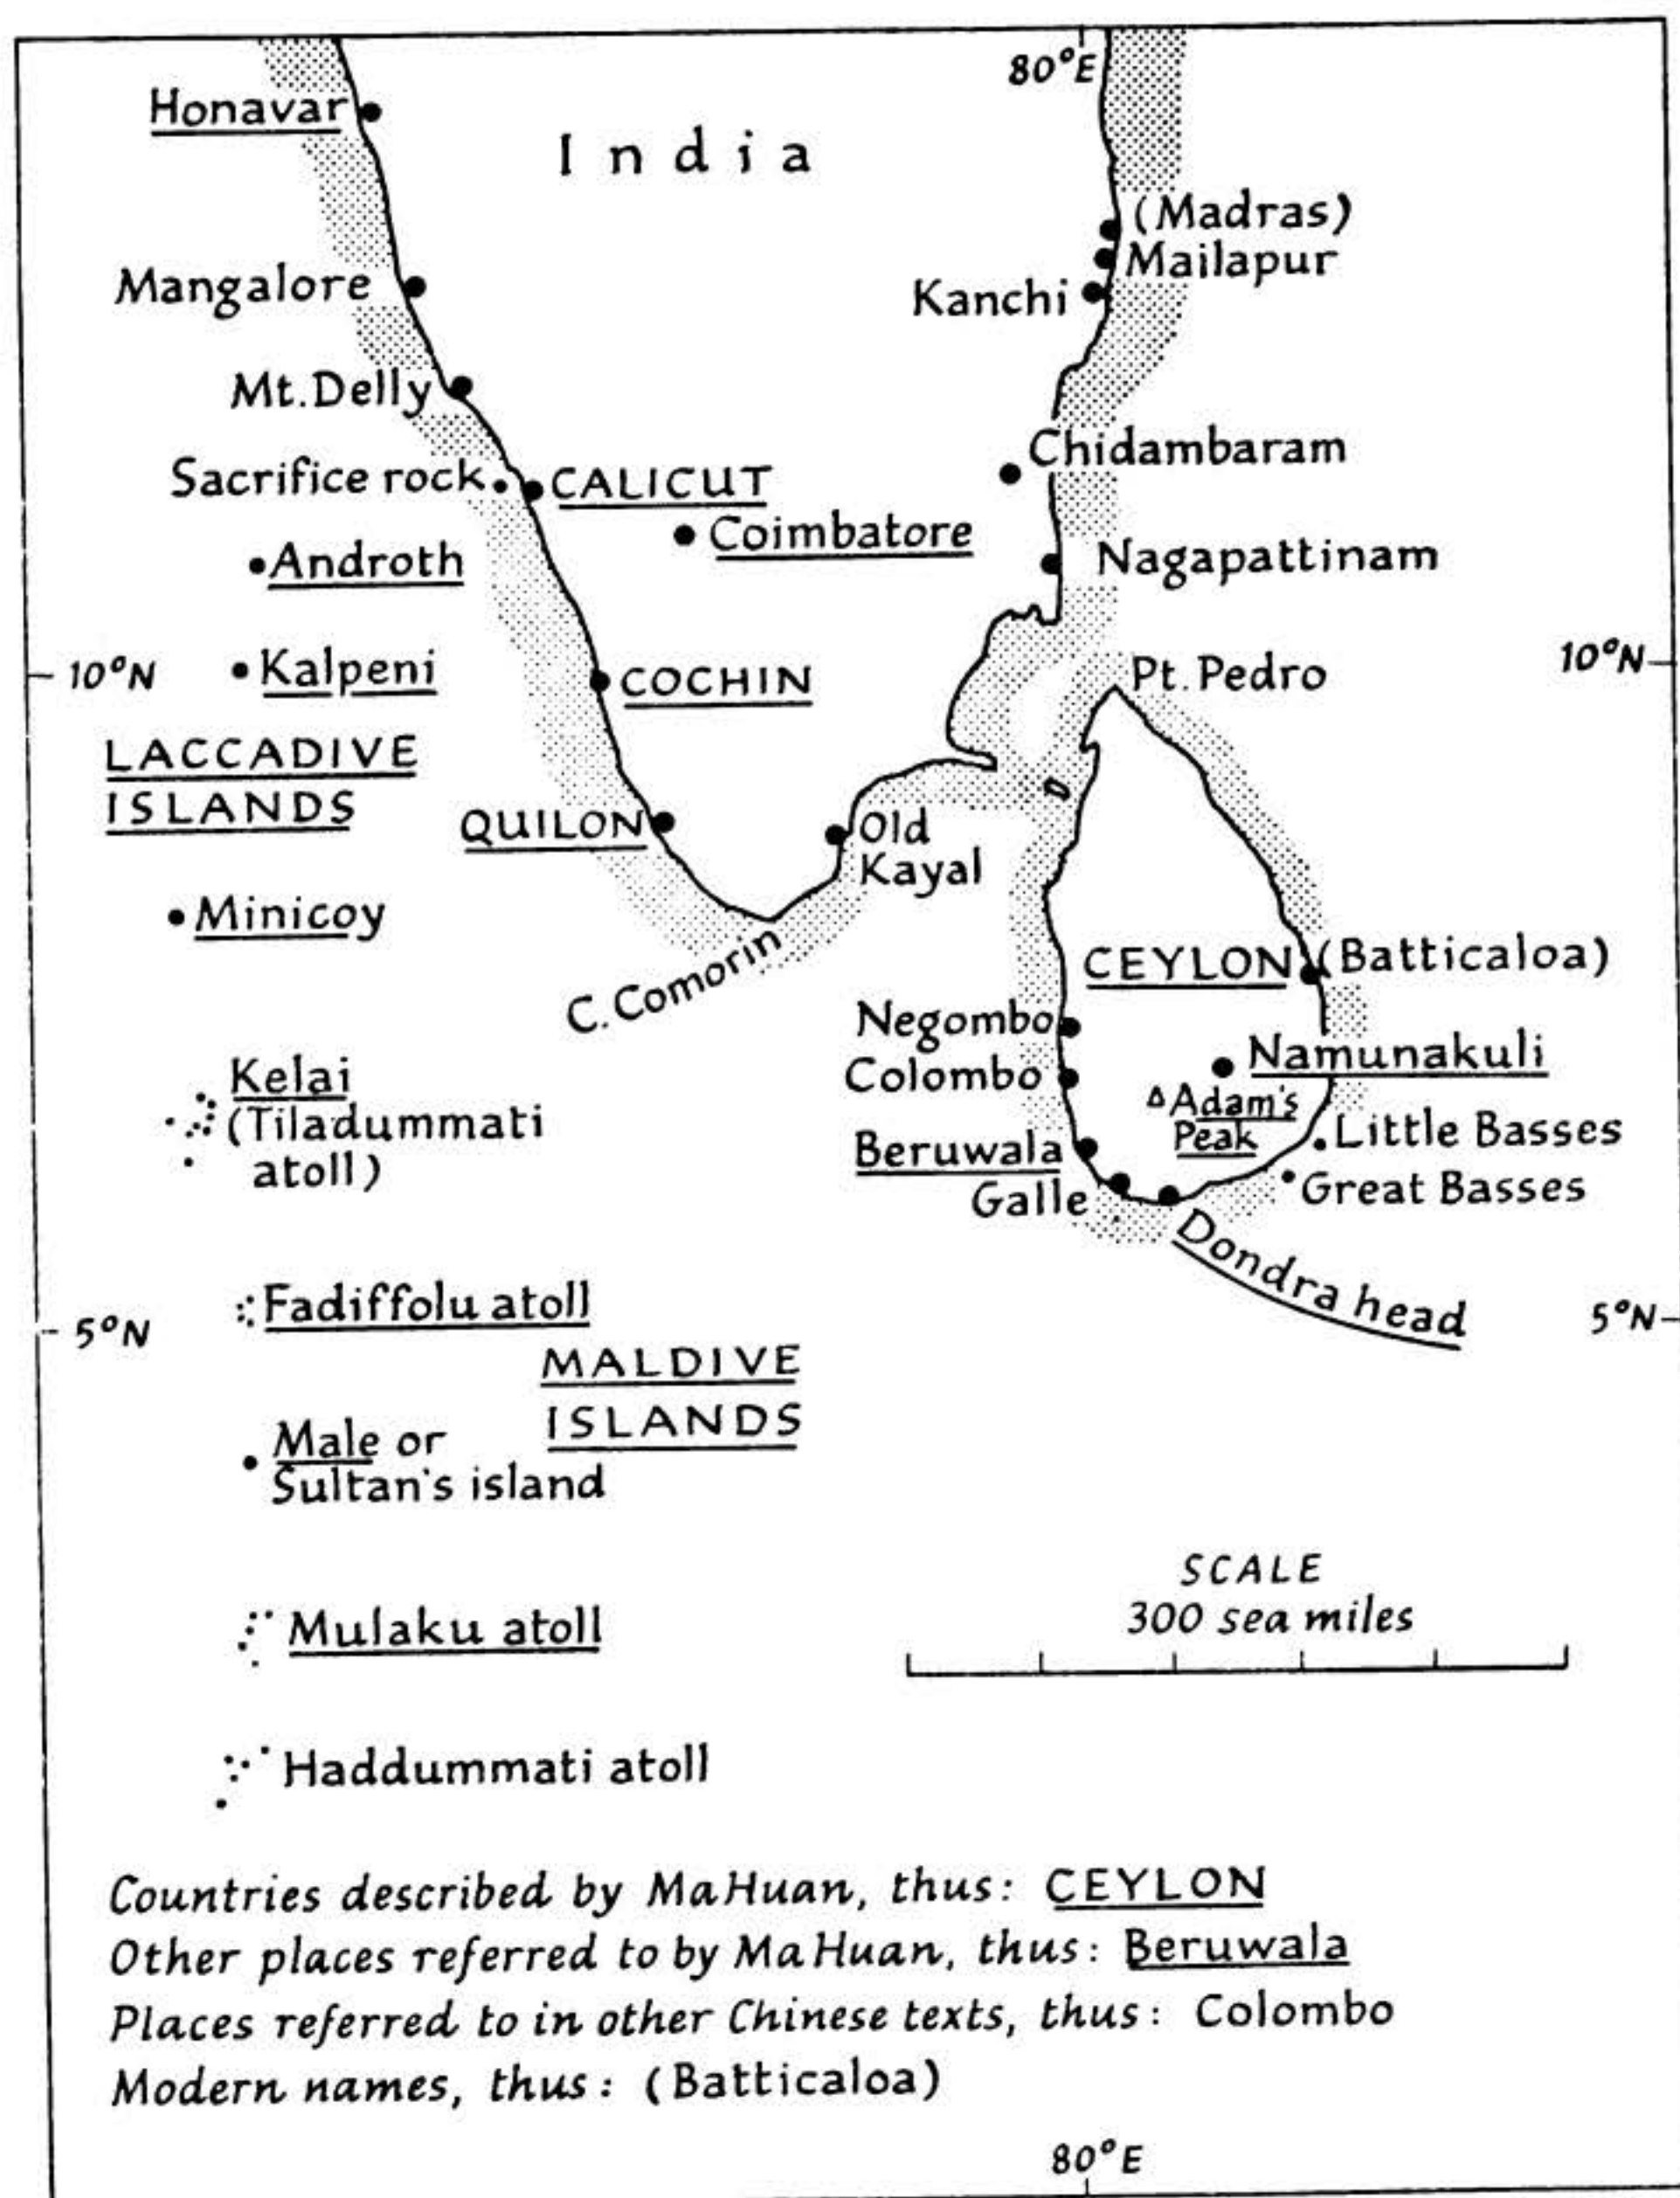 80°E
Honavar
India
(Madras)
Mailapur
Mangalore
Kanchi
Mt. Delly
Chidambaram
Sacrifice rock
CALICUT
Coimbatore
Androth
Nagapattinam
10°N
Kalpeni
COCHIN
Pt. Pedro
10°N
LACCADIVE
ISLANDS
QUILON
Old
Kayal
Minicoy
C. Comorin
CEYLON
(Batticaloa)
Negombo
Colombo
Namunakuli
Kelai
(Tiladummati
atoll)
Adam's
Peak
Beruwala
Little Basses
Galle
Great Basses
Dondra head
Fadiffolu atoll
5°N
5°N
MALDIVE
ISLANDS
Male or
Sultan's island
SCALE
300 sea miles
Mulaku atoll
Haddummati atoll
Countries described by Ma Huan, thus: CEYLON
Other places referred to by Ma Huan, thus: Beruwala
Places referred to in other Chinese texts, thus: Colombo
Modern names, thus: (Batticaloa)
80°E